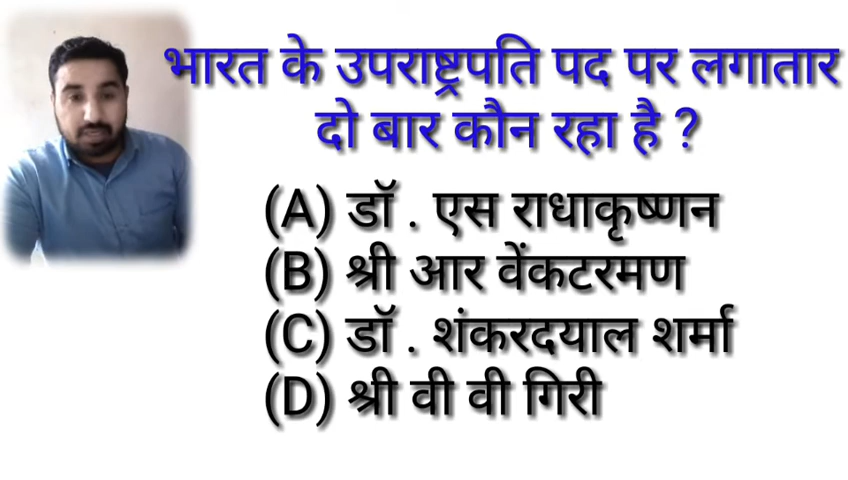 भारत के उपराष्ट्रपति पद पर लगातार
दो बार कौन रहा है ?
(A) डॉ . एस राधाकृष्णन
(B) श्री आर वेंकटरमण
(C) डॉ . शंकरदयाल शर्मा
(D) श्री वी वी गिरी